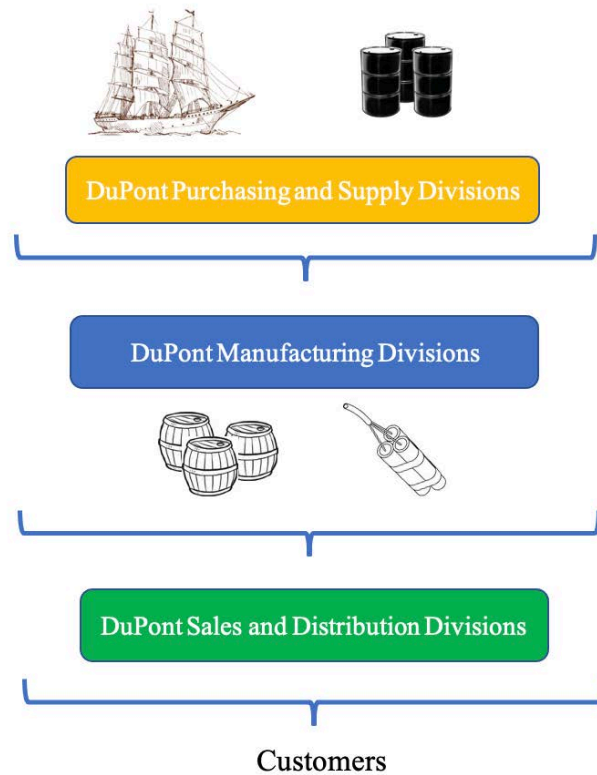 DuPont Purchasing and Supply Divisions
DuPont Manufacturing Divisions
DuPont Sales and Distribution Divisions
Customers